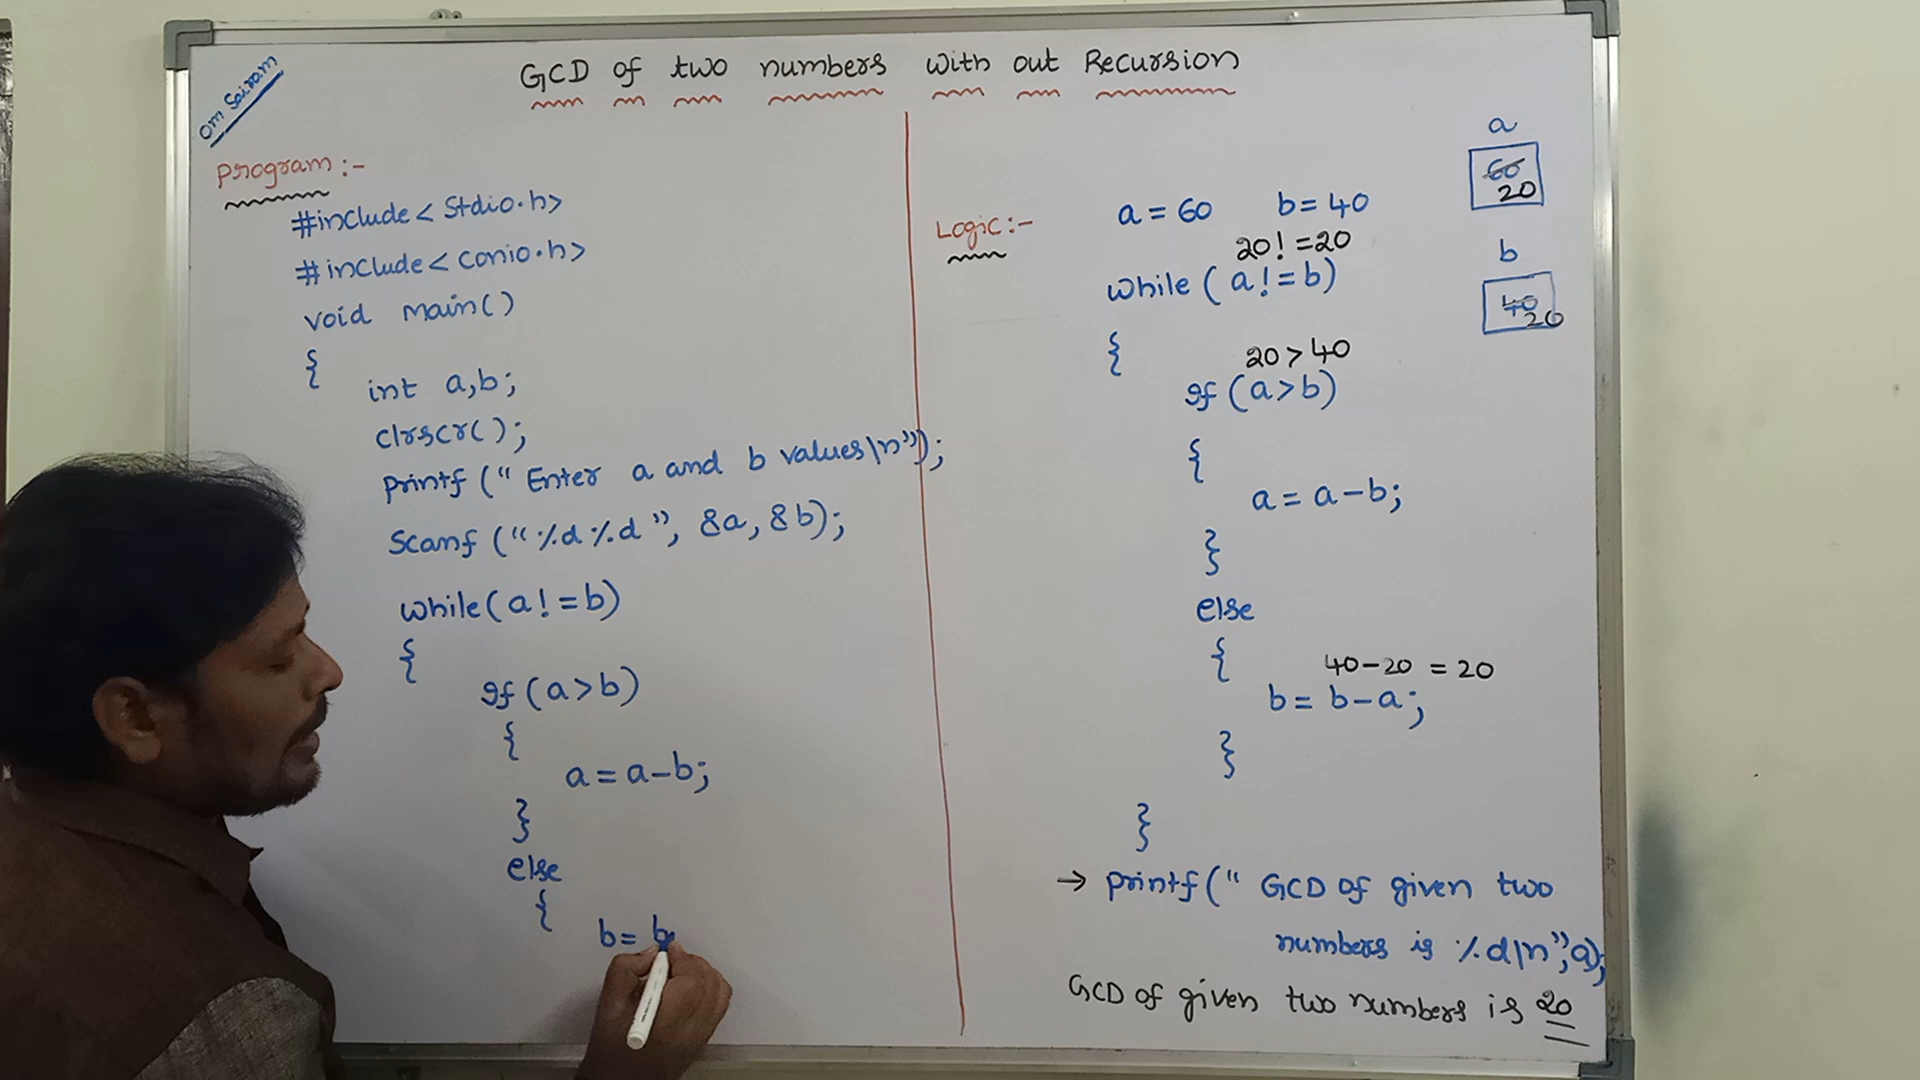 GCD of two numbers with out Recursion
Om Sairam
Program :-
#include < Stdio.h>
#include < conio.h>
void main()
{
int a,b;
clrscr();
printf (" Enter a and b values\n");
Scanf ("%d%d", &a, &b);
while(a!=b)
{
if (a>b)
{
a=a-b;
}
else
{
b= b
Logic:-
a=60 b=40
20! =20
while ( a!=b)
{
20 > 40
if (a>b)
{
a= a-b;
}
else
{
40-20 = 20
b= b-a;
}
}
→ printf(" GCD of given two
numbers is %d\n",a);
GCD of given two numbers is 20
a
60
20
b
40
20